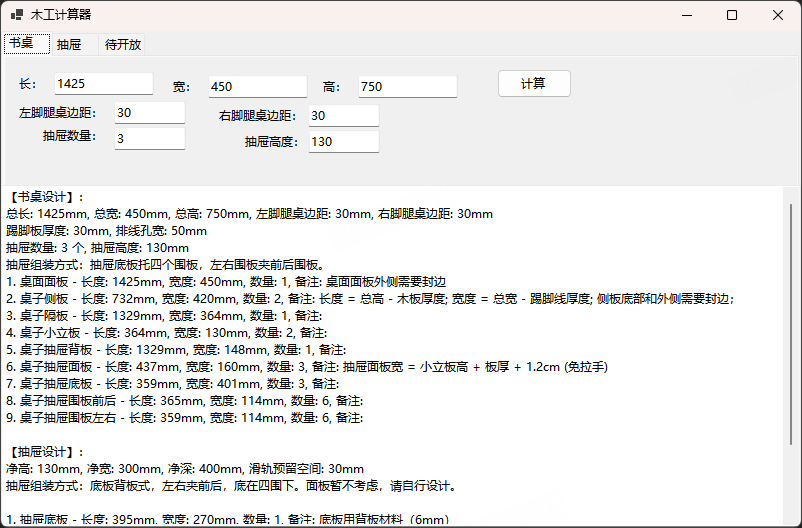 木工计算器
书桌 抽屉 待开放
长: 1425 宽: 450 高: 750 计算
左脚腿桌边距: 30 右脚腿桌边距: 30
抽屉数量: 3 抽屉高度: 130
【书桌设计】:
总长: 1425mm, 总宽: 450mm, 总高: 750mm, 左脚腿桌边距: 30mm, 右脚腿桌边距: 30mm
踢脚板厚度: 30mm, 排线孔宽: 50mm
抽屉数量: 3 个, 抽屉高度: 130mm
抽屉组装方式：抽屉底板托四个围板，左右围板夹前后围板。
1. 桌面面板 - 长度: 1425mm, 宽度: 450mm, 数量: 1, 备注: 桌面面板外侧需要封边
2. 桌子侧板 - 长度: 732mm, 宽度: 420mm, 数量: 2, 备注: 长度 = 总高 - 木板厚度; 宽度 = 总宽 - 踢脚线厚度; 侧板底部和外侧需要封边;
3. 桌子隔板 - 长度: 1329mm, 宽度: 364mm, 数量: 1, 备注:
4. 桌子小立板 - 长度: 364mm, 宽度: 130mm, 数量: 2, 备注:
5. 桌子抽屉背板 - 长度: 1329mm, 宽度: 148mm, 数量: 1, 备注:
6. 桌子抽屉面板 - 长度: 437mm, 宽度: 160mm, 数量: 3, 备注: 抽屉面板宽 = 小立板高 + 板厚 + 1.2cm (免拉手)
7. 桌子抽屉底板 - 长度: 359mm, 宽度: 401mm, 数量: 3, 备注:
8. 桌子抽屉围板前后 - 长度: 365mm, 宽度: 114mm, 数量: 6, 备注:
9. 桌子抽屉围板左右 - 长度: 359mm, 宽度: 114mm, 数量: 6, 备注:
【抽屉设计】:
净高: 130mm, 净宽: 300mm, 净深: 400mm, 滑轨预留空间: 30mm
抽屉组装方式：底板背板式，左右夹前后，底在四围下。面板暂不考虑，请自行设计。
1. 抽屉底板 - 长度: 395mm, 宽度: 270mm, 数量: 1, 备注: 底板用背板材料（6mm）